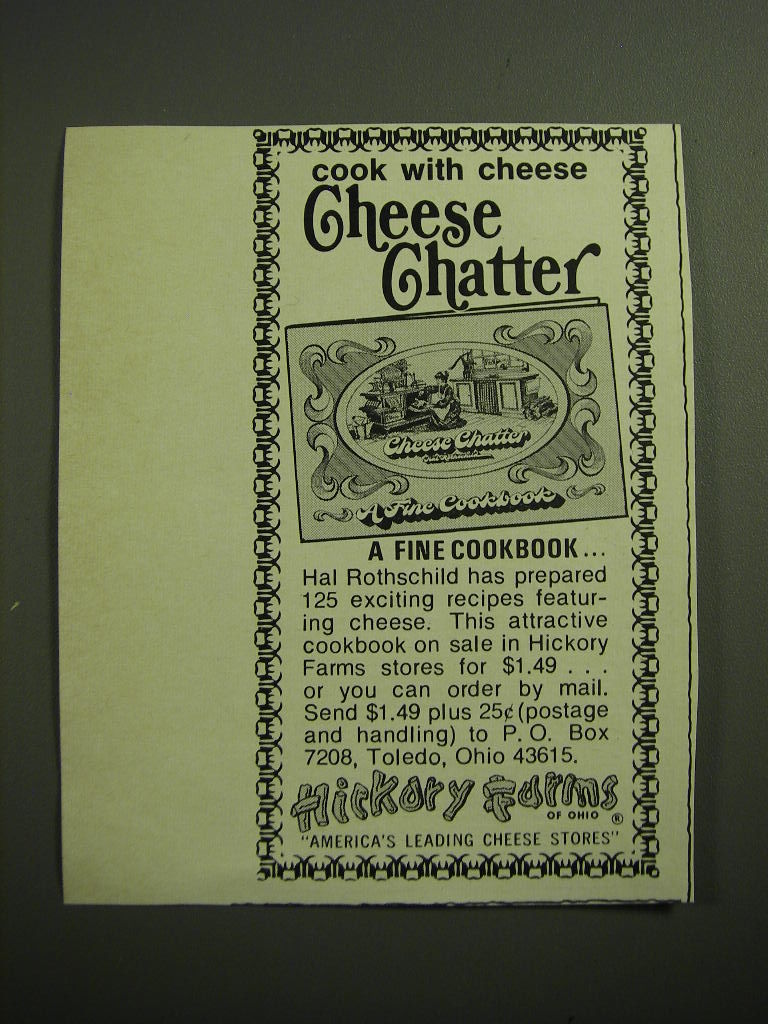 cook with cheese
Cheese
Chatter
Cheese Chatter
A Fine Cookbook
A FINE COOKBOOK...
Hal Rothschild has prepared
125 exciting recipes featur-
ing cheese. This attractive
cookbook on sale in Hickory
Farms stores for $1.49 . . .
or you can order by mail.
Send $1.49 plus 25¢ (postage
and handling) to P. O. Box
7208, Toledo, Ohio 43615.
Hickory Farms
OF OHIO ®
"AMERICA'S LEADING CHEESE STORES"